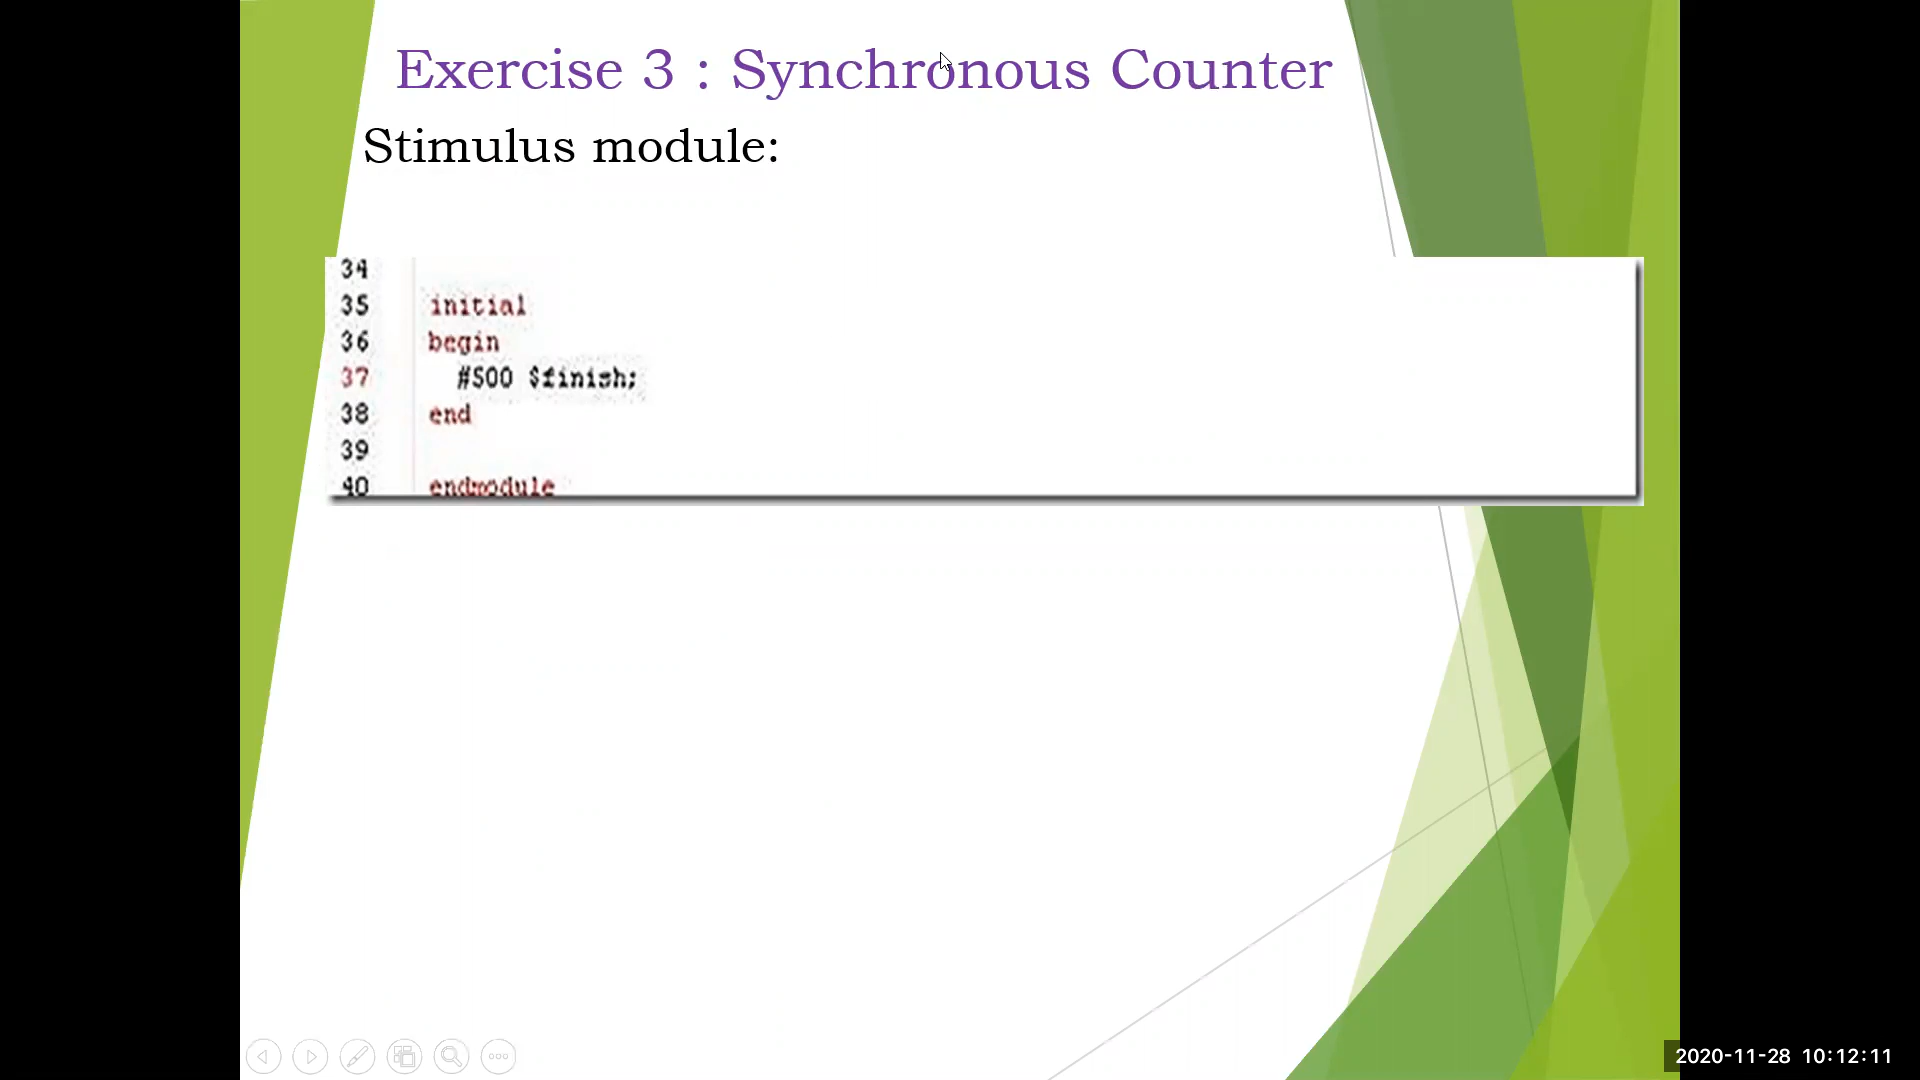 Exercise 3 : Synchronous Counter
Stimulus module:
34
35 initial
36 begin
37 #500 $finish;
38 end
39
40 endmodule
2020-11-28 10:12:11